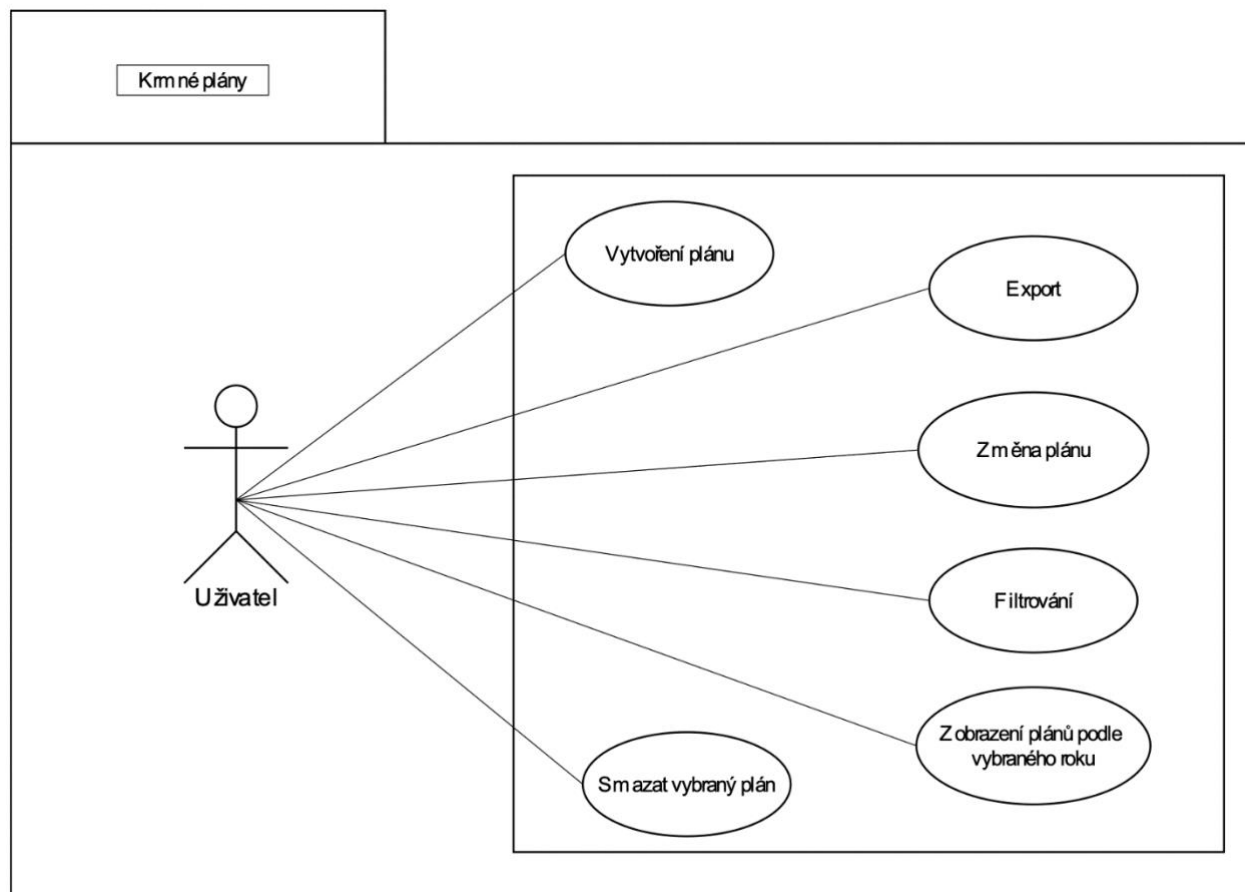 Krmné plány
Vytvoření plánu
Export
Změna plánu
Uživatel
Filtrování
Zobrazení plánů podle
vybraného roku
Smazat vybraný plán